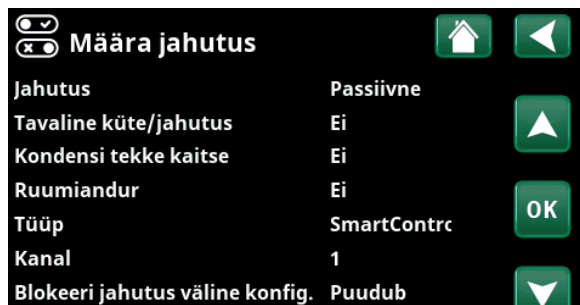 Määra jahutus
Jahutus Passiivne
Tavaline küte/jahutus Ei
Kondensi tekke kaitse Ei
Ruumiandur Ei
Tüüp SmartContrc
Kanal 1
Blokeeri jahutus väline konfig. Puudub
OK